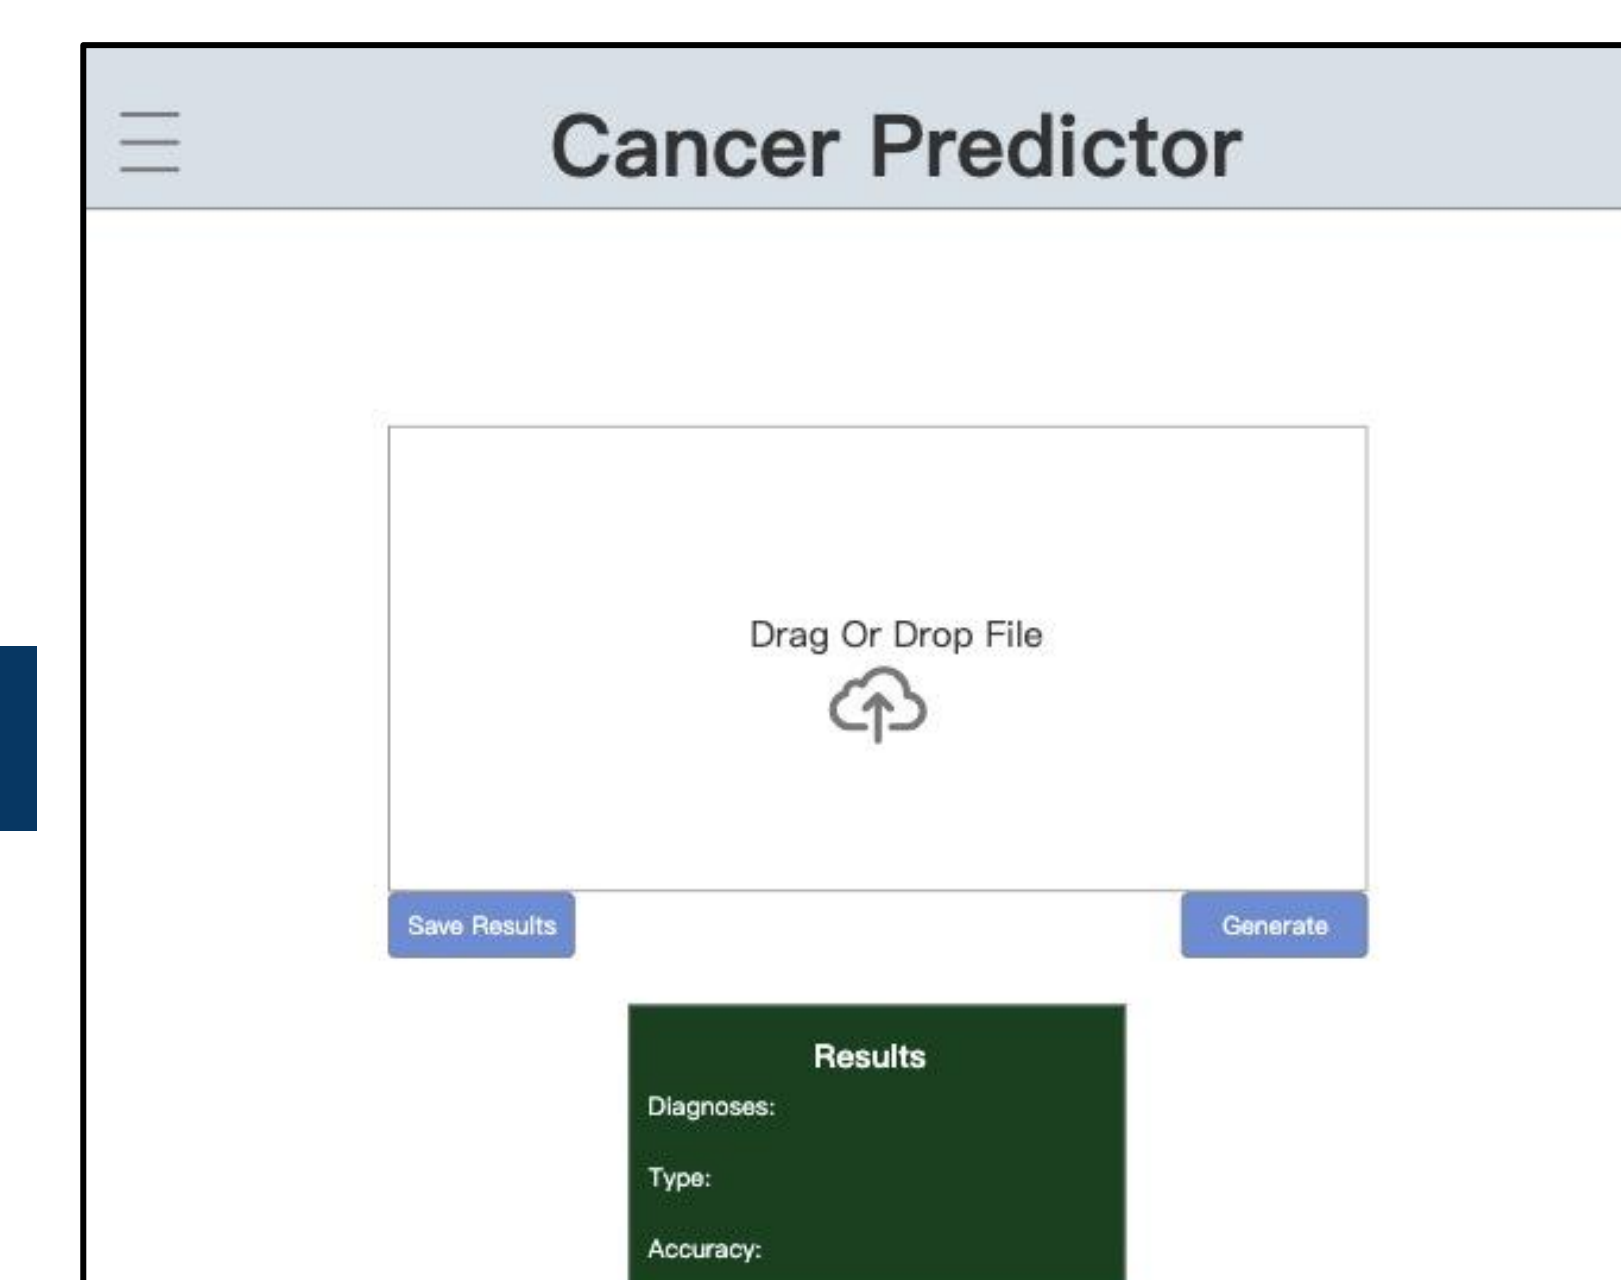 Cancer Predictor
Drag Or Drop File
Save Results
Generate
Results
Diagnoses:
Type:
Accuracy: